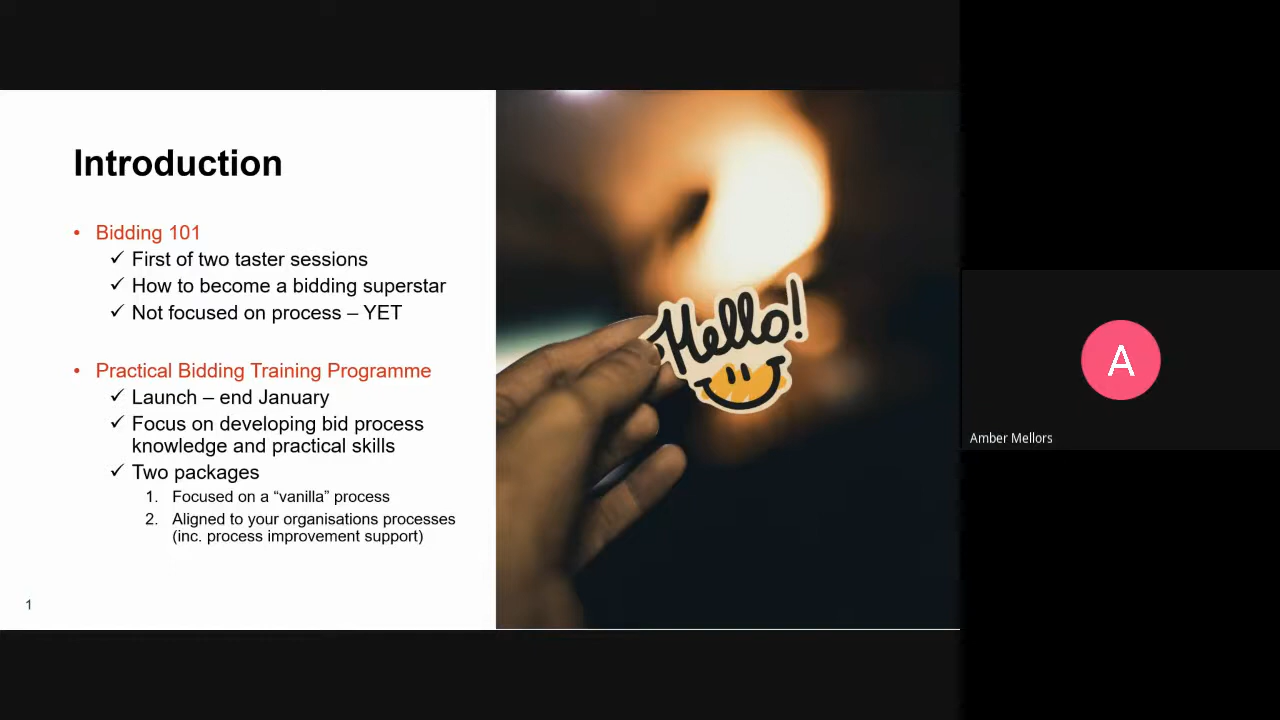 Introduction
• Bidding 101
✓ First of two taster sessions
✓ How to become a bidding superstar
✓ Not focused on process – YET
• Practical Bidding Training Programme
✓ Launch – end January
✓ Focus on developing bid process
knowledge and practical skills
✓ Two packages
1. Focused on a “vanilla” process
2. Aligned to your organisations processes
(inc. process improvement support)
1
Hello!
A
Amber Mellors